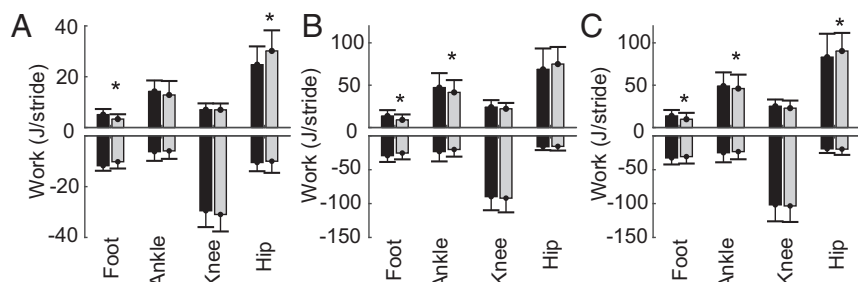 A
Work (J/stride)
40
20
0
-20
-40
*
*
Foot
Ankle
Knee
Hip
B
Work (J/stride)
100
50
0
-50
-100
-150
*
*
Foot
Ankle
Knee
Hip
C
Work (J/stride)
100
50
0
-50
-100
-150
*
*
*
Foot
Ankle
Knee
Hip